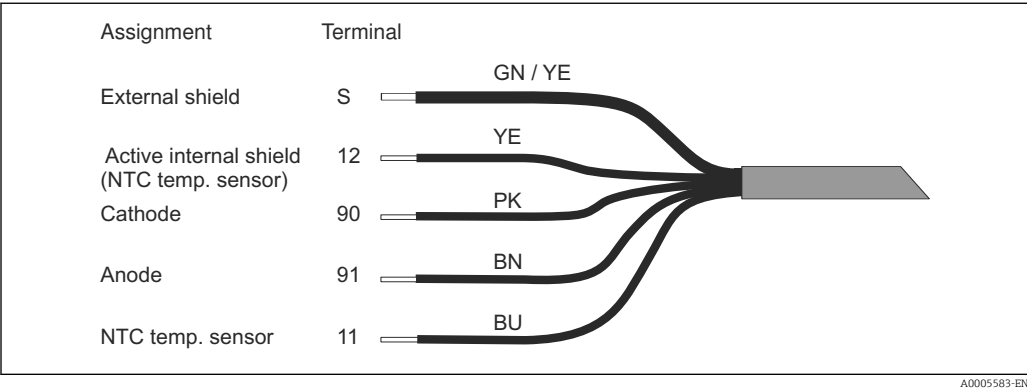 Assignment Terminal
GN / YE
External shield S
YE
Active internal shield 12
(NTC temp. sensor)
PK
Cathode 90
BN
Anode 91
BU
NTC temp. sensor 11
A0005583-EN